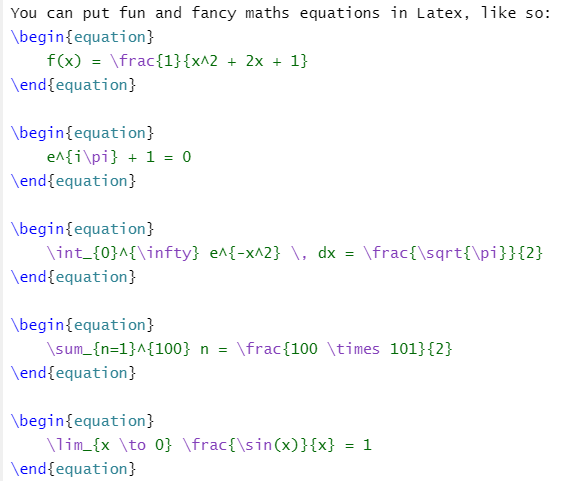 You can put fun and fancy maths equations in Latex, like so:
\begin{equation}
    f(x) = \frac{1}{x^2 + 2x + 1}
\end{equation}

\begin{equation}
    e^{i\pi} + 1 = 0
\end{equation}

\begin{equation}
    \int_{0}^{\infty} e^{-x^2} \, dx = \frac{\sqrt{\pi}}{2}
\end{equation}

\begin{equation}
    \sum_{n=1}^{100} n = \frac{100 \times 101}{2}
\end{equation}

\begin{equation}
    \lim_{x \to 0} \frac{\sin(x)}{x} = 1
\end{equation}